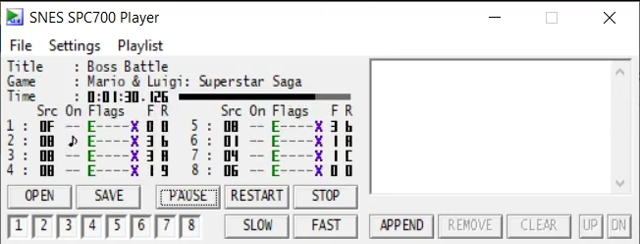 SNES SPC700 Player
File Settings Playlist
Title : Boss Battle
Game : Mario & Luigi: Superstar Saga
Time : 0:01:30.126
Src On Flags F R Src On Flags F R
1 : 0F -- E----X 0 0 5 : 08 -- E----X 3 6
2 : 08 ♪ E----X 3 6 6 : 01 -- E----X 1 A
3 : 08 -- E----X 3 A 7 : 04 -- E----X 1 C
4 : 08 -- E----X 1 9 8 : 06 -- E----X 0 0
OPEN SAVE PAUSE RESTART STOP
1 2 3 4 5 6 7 8 SLOW FAST APPEND REMOVE CLEAR UP DN